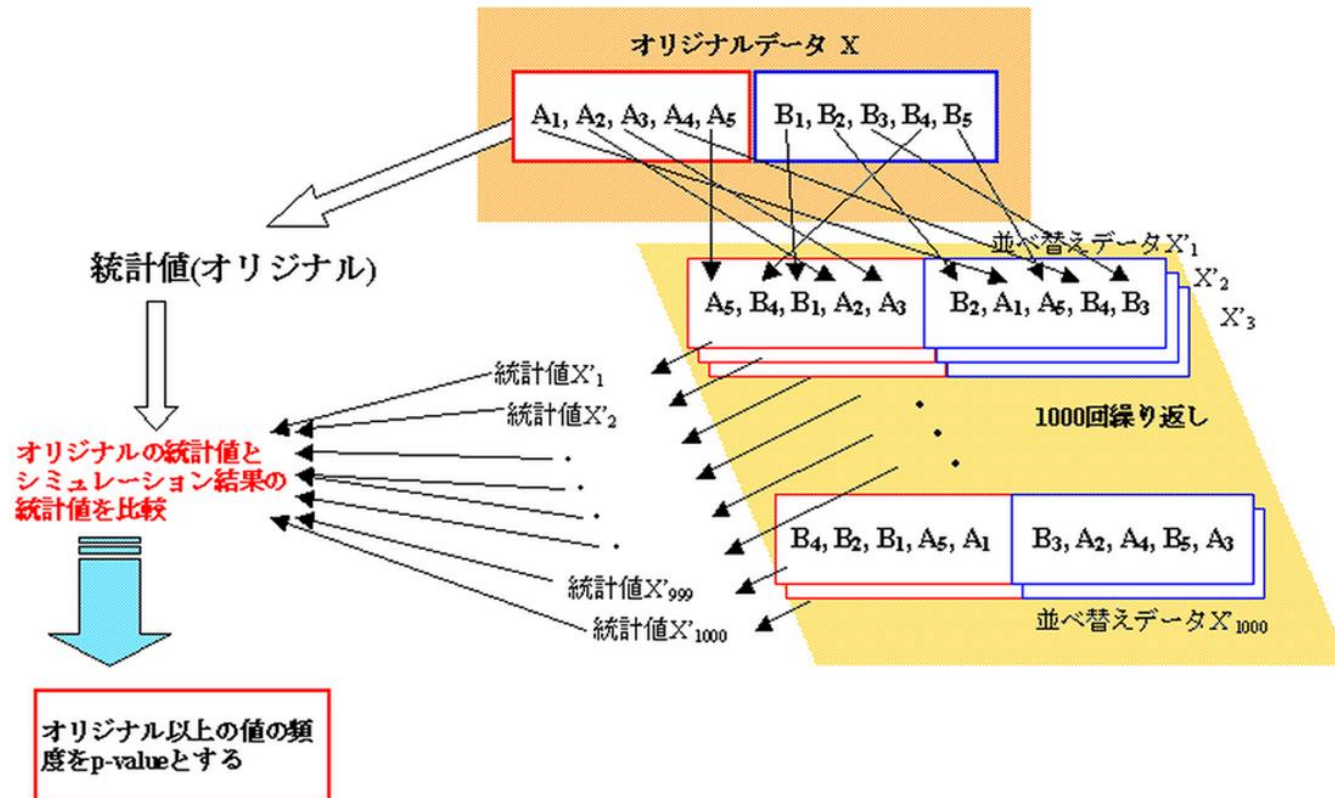 オリジナルデータ X
A₁, A₂, A₃, A₄, A₅
B₁, B₂, B₃, B₄, B₅
統計値(オリジナル)
並べ替えデータX'₁
X'₂
X'₃
A₅, B₄, B₁, A₂, A₃
B₂, A₁, A₅, B₄, B₃
統計値X'₁
統計値X'₂
1000回繰り返し
オリジナルの統計値と
シミュレーション結果の
統計値を比較
B₄, B₂, B₁, A₅, A₁
B₃, A₂, A₄, B₅, A₃
統計値X'₉₉₉
統計値X'₁₀₀₀
並べ替えデータX'₁₀₀₀
オリジナル以上の値の頻
度をp-valueとする